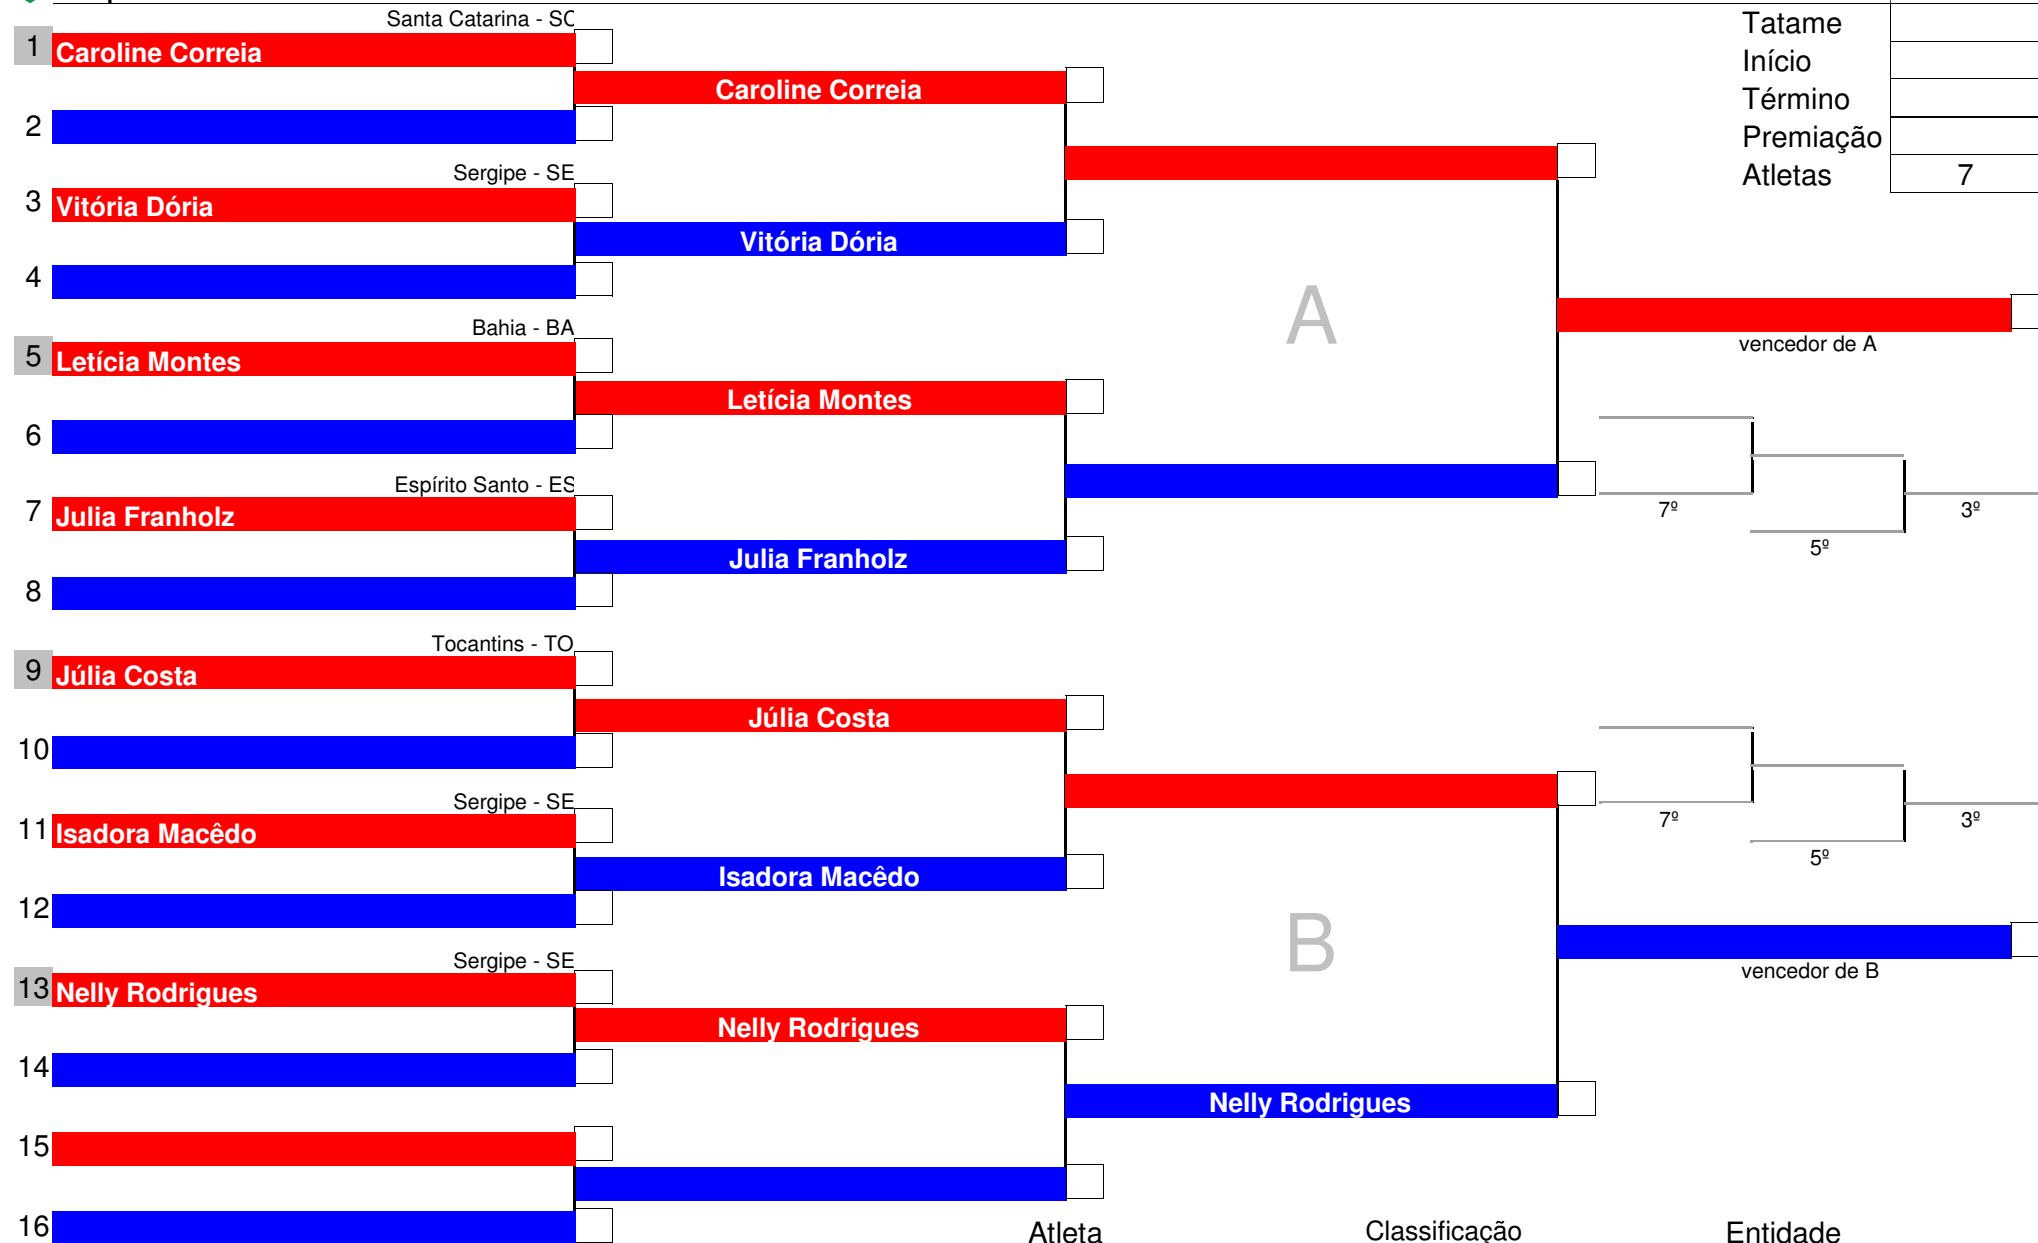 Santa Catarina - SC
1 Caroline Correia
Caroline Correia
2
Sergipe - SE
3 Vitória Dória
Vitória Dória
4
Bahia - BA
5 Letícia Montes
Letícia Montes
6
Espírito Santo - ES
7 Julia Franholz
Julia Franholz
8
Tocantins - TO
9 Júlia Costa
Júlia Costa
10
Sergipe - SE
11 Isadora Macêdo
Isadora Macêdo
12
Sergipe - SE
13 Nelly Rodrigues
Nelly Rodrigues
14
Nelly Rodrigues
15
16
A
B
Tatame
Início
Término
Premiação
Atletas 7
vencedor de A
7º
3º
5º
7º
3º
5º
vencedor de B
Atleta Classificação Entidade